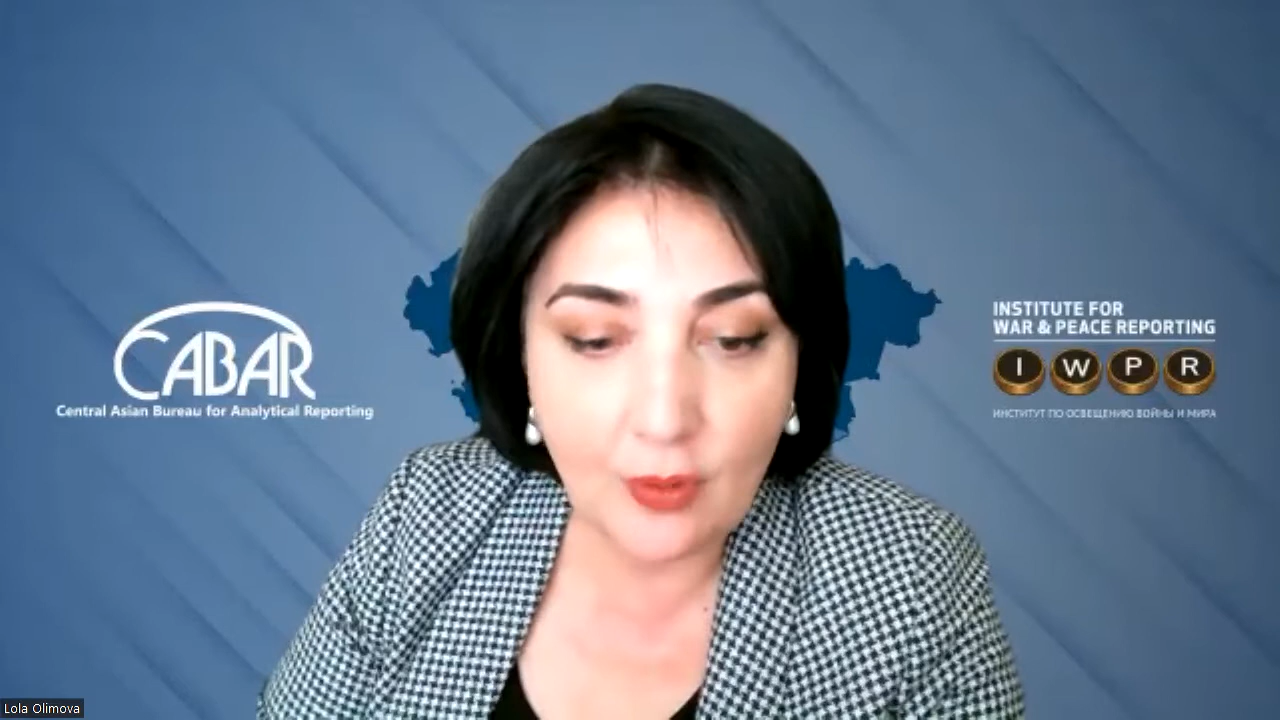 CABAR
Central Asian Bureau for Analytical Reporting
INSTITUTE FOR
WAR & PEACE REPORTING
I W P R
ИНСТИТУТ ПО ОСВЕЩЕНИЮ ВОЙНЫ И МИРА
Lola Olimova